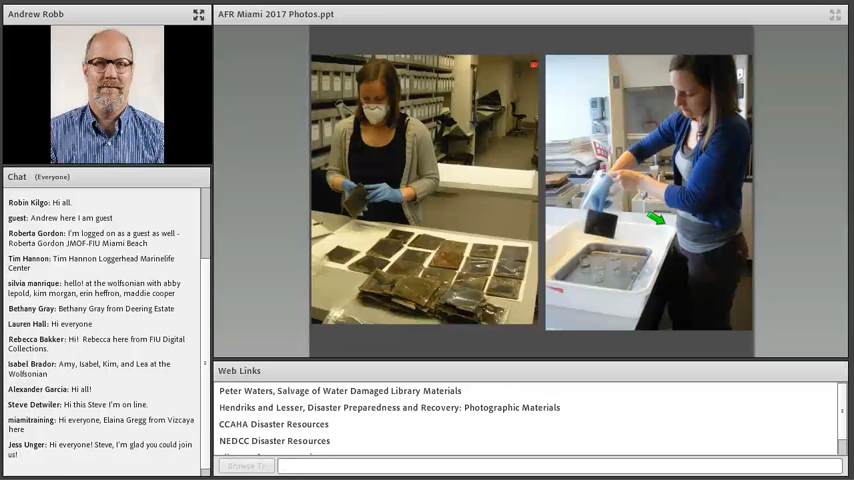 Andrew Robb
AFR Miami 2017 Photos.ppt
Chat (Everyone)
Robin Kilgo: Hi all.
guest: Andrew here I am guest
Roberta Gordon: I'm logged on as a guest as well -
Roberta Gordon JMOF-FIU Miami Beach
Tim Hannon: Tim Hannon Loggerhead Marinelife
Center
silvia manrique: hello! at the wolfsonian with abby
lepold, kim morgan, erin heffron, maddie cooper
Bethany Gray: Bethany Gray from Deering Estate
Lauren Hall: Hi everyone
Rebecca Bakker: Hi! Rebecca here from FIU Digital
Collections.
Isabel Brador: Amy, Isabel, Kim, and Lea at the
Wolfsonian
Alexander Garcia: Hi all!
Steve Detwiler: Hi this Steve I'm on line.
miamitraining: Hi everyone, Elaina Gregg from Vizcaya
here
Jess Unger: Hi everyone! Steve, I'm glad you could join
us!
Web Links
Peter Waters, Salvage of Water Damaged Library Materials
Hendriks and Lesser, Disaster Preparedness and Recovery: Photographic Materials
CCAHA Disaster Resources
NEDCC Disaster Resources
Browse To